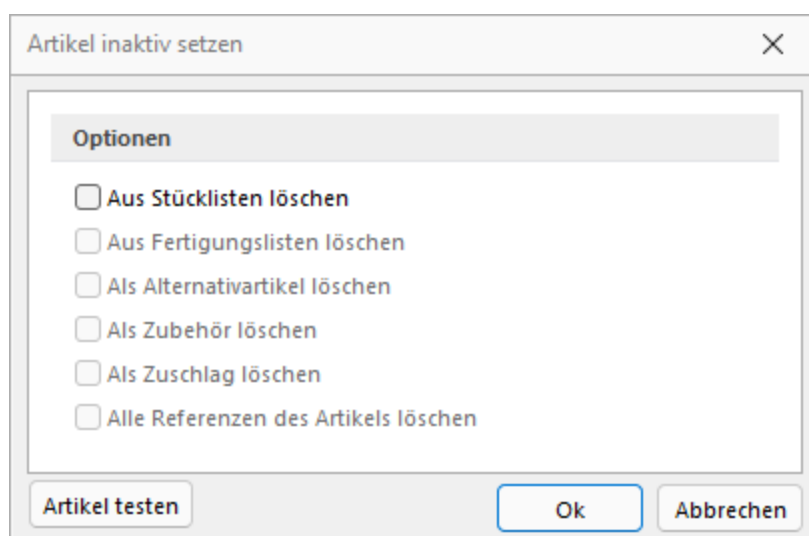 Artikel inaktiv setzen
Optionen
Aus Stücklisten löschen
Aus Fertigungslisten löschen
Als Alternativartikel löschen
Als Zubehör löschen
Als Zuschlag löschen
Alle Referenzen des Artikels löschen
Artikel testen
Ok
Abbrechen